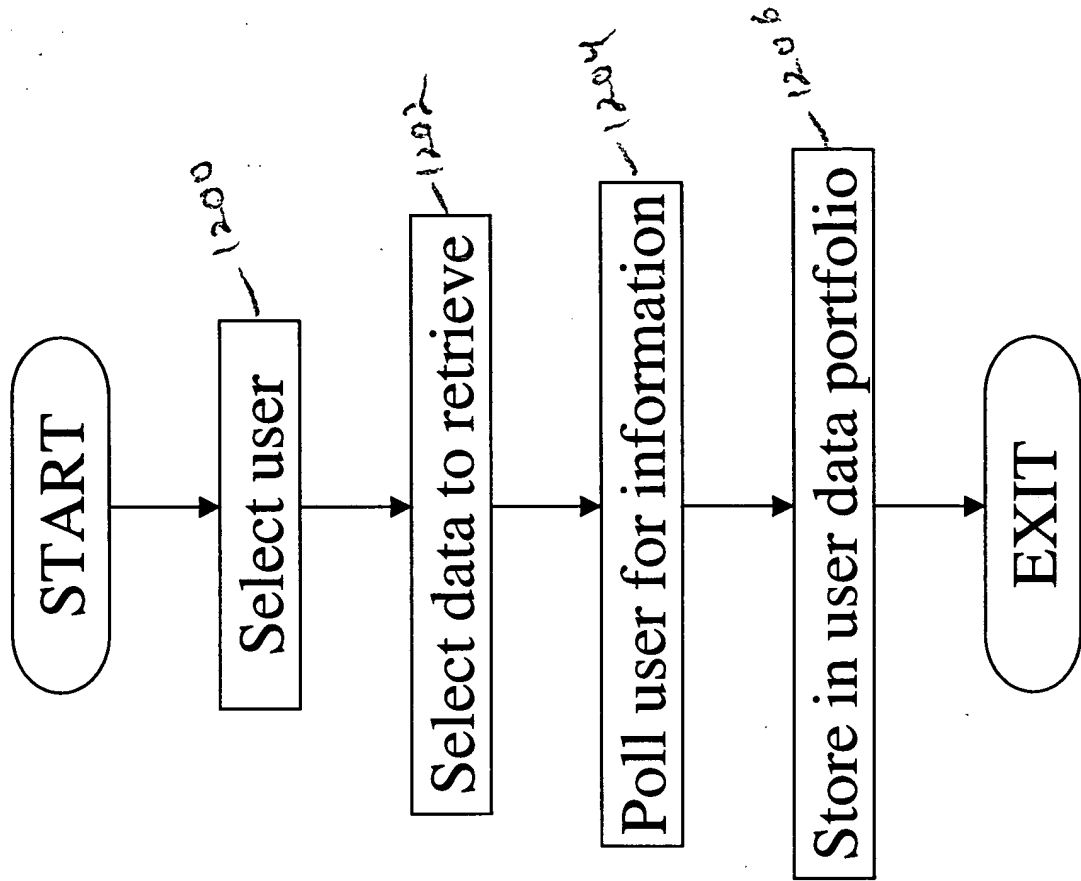 START
Select user
1200
Select data to retrieve
1202
Poll user for information
1204
Store in user data portfolio
1206
EXIT